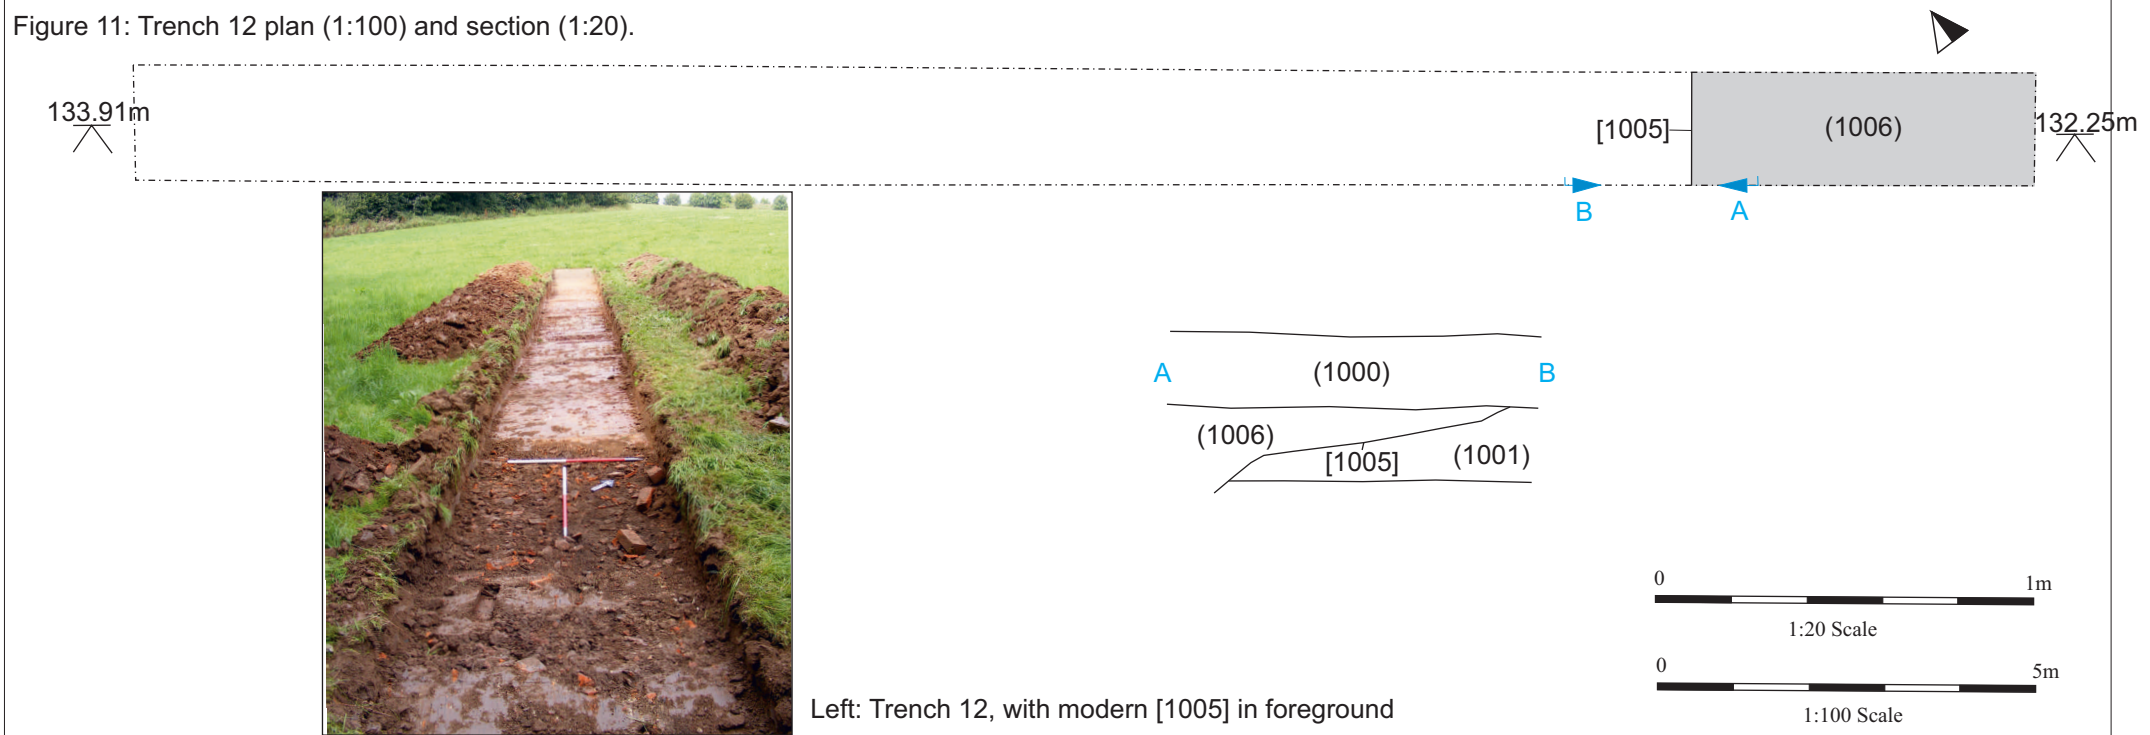 Figure 11: Trench 12 plan (1:100) and section (1:20).
133.91m
[1005]
(1006)
132.25m
B
A
A
(1000)
B
(1006)
[1005]
(1001)
0 1m
1:20 Scale
0 5m
1:100 Scale
Left: Trench 12, with modern [1005] in foreground